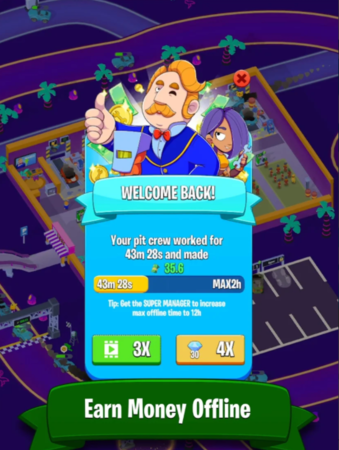 WELCOME BACK!
Your pit crew worked for
43m 28s and made
35.6
43m 28s MAX2h
Tip: Get the SUPER MANAGER to increase
max offline time to 12h
3X
30 4X
Earn Money Offline